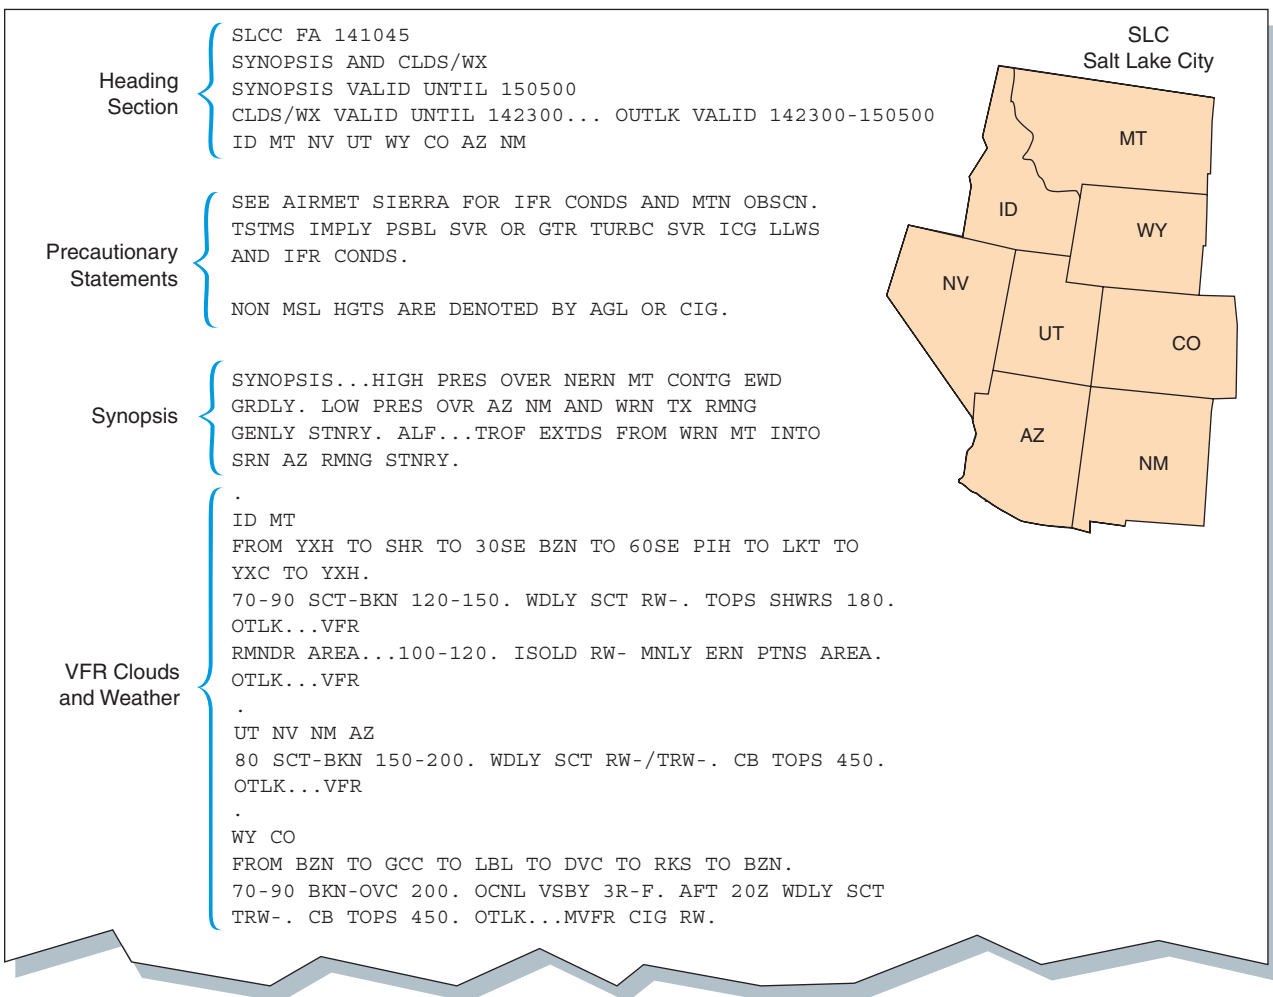 Heading
Section
SLCC FA 141045
SYNOPSIS AND CLDS/WX
SYNOPSIS VALID UNTIL 150500
CLDS/WX VALID UNTIL 142300... OUTLK VALID 142300-150500
ID MT NV UT WY CO AZ NM
Precautionary
Statements
SEE AIRMET SIERRA FOR IFR CONDS AND MTN OBSCN.
TSTMS IMPLY PSBL SVR OR GTR TURBC SVR ICG LLWS
AND IFR CONDS.
NON MSL HGTS ARE DENOTED BY AGL OR CIG.
Synopsis
SYNOPSIS...HIGH PRES OVER NERN MT CONTG EWD
GRDLY. LOW PRES OVR AZ NM AND WRN TX RMNG
GENLY STNRY. ALF...TROF EXTDS FROM WRN MT INTO
SRN AZ RMNG STNRY.
VFR Clouds
and Weather
.
ID MT
FROM YXH TO SHR TO 30SE BZN TO 60SE PIH TO LKT TO
YXC TO YXH.
70-90 SCT-BKN 120-150. WDLY SCT RW-. TOPS SHWRS 180.
OTLK...VFR
RMNDR AREA...100-120. ISOLD RW- MNLY ERN PTNS AREA.
OTLK...VFR
.
UT NV NM AZ
80 SCT-BKN 150-200. WDLY SCT RW-/TRW-. CB TOPS 450.
OTLK...VFR
.
WY CO
FROM BZN TO GCC TO LBL TO DVC TO RKS TO BZN.
70-90 BKN-OVC 200. OCNL VSBY 3R-F. AFT 20Z WDLY SCT
TRW-. CB TOPS 450. OTLK...MVFR CIG RW.
SLC
Salt Lake City
MT
ID
WY
NV
UT
CO
AZ
NM